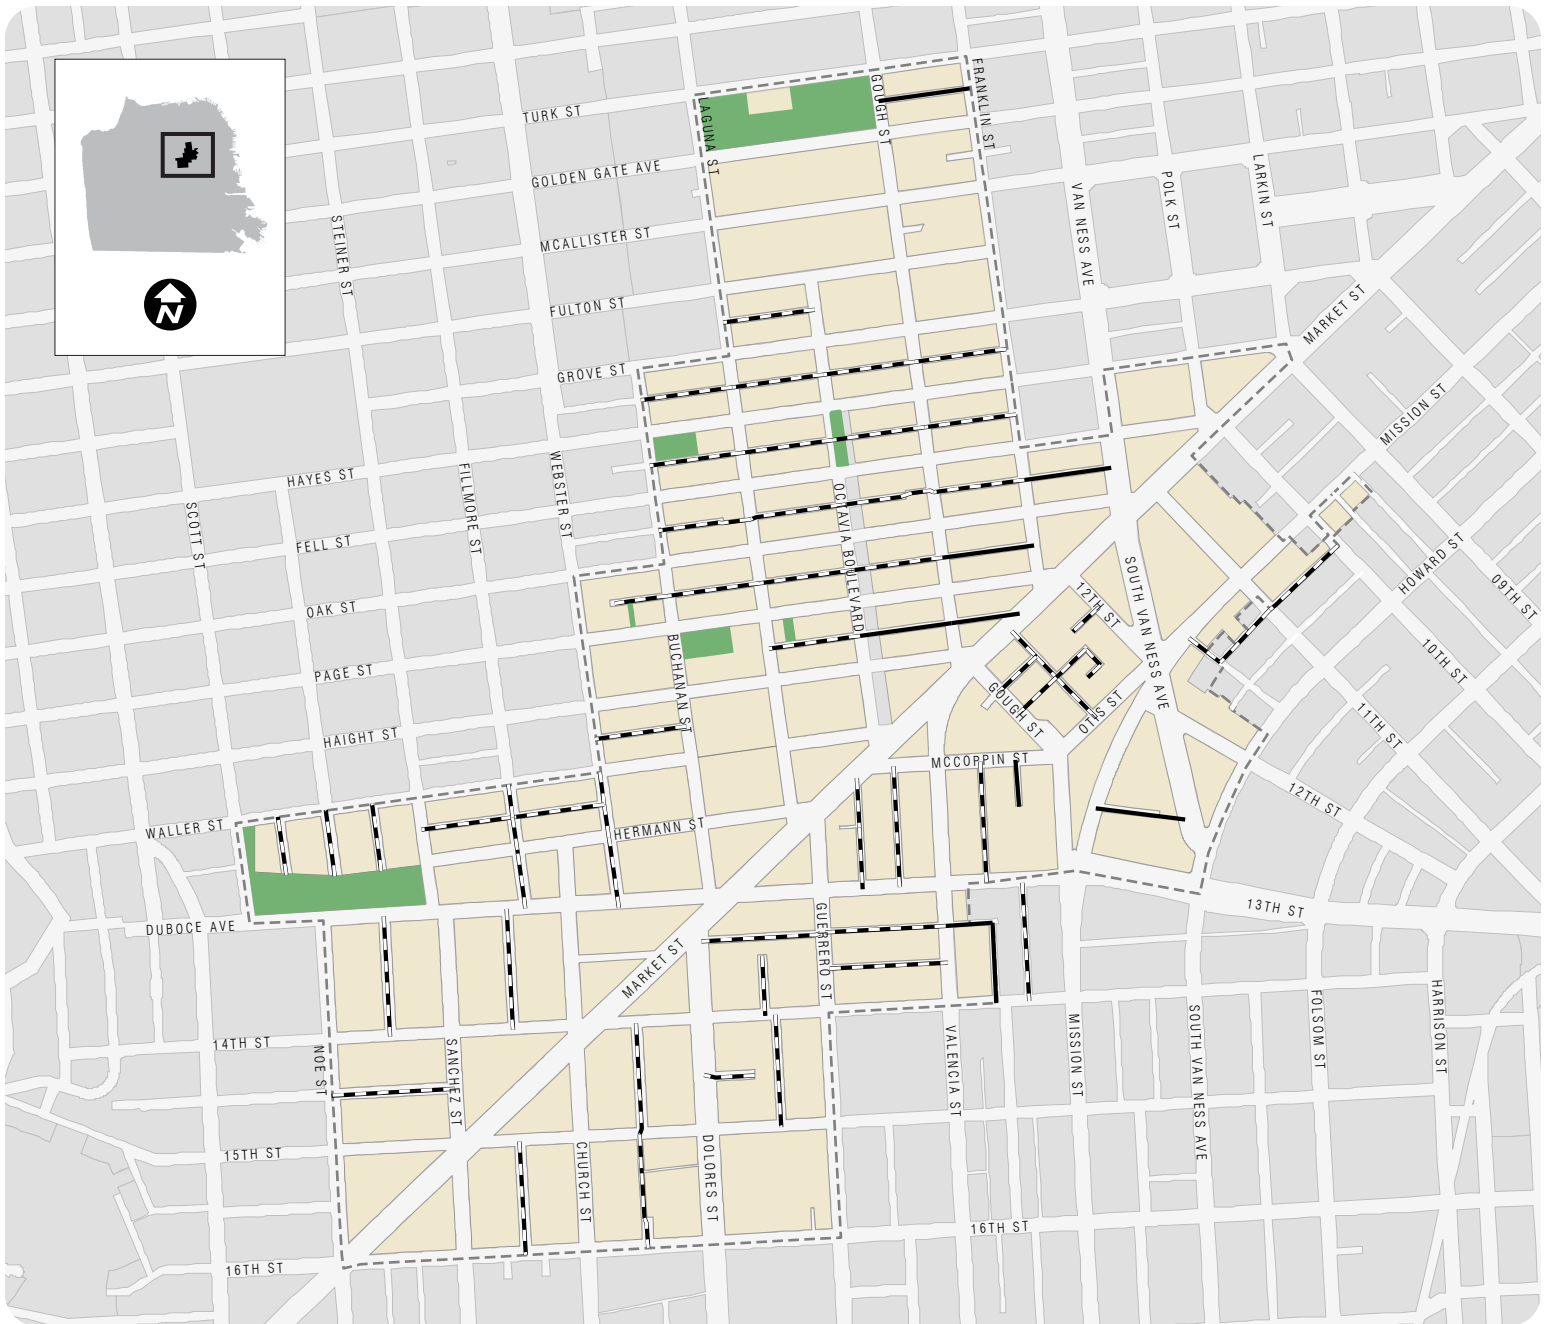 TURK ST
GOLDEN GATE AVE
MCALLISTER ST
FULTON ST
GROVE ST
HAYES ST
FELL ST
OAK ST
PAGE ST
HAIGHT ST
WALLER ST
HERMANN ST
DUBOCE AVE
14TH ST
15TH ST
16TH ST
N
STEINER ST
SCOTT ST
FILLMORE ST
WEBSTER ST
LAGUNA ST
GOUGH ST
FRANKLIN ST
VAN NESS AVE
POLK ST
LARKIN ST
MARKET ST
MISSION ST
HOWARD ST
09TH ST
10TH ST
11TH ST
12TH ST
OCTAVIA BOULEVARD
BUCHANAN ST
SOUTH VAN NESS AVE
12TH ST
GOUGH ST
OTIS ST
MCCOPPIN ST
13TH ST
MARKET ST
GUERRERO ST
NOE ST
SANCHEZ ST
CHURCH ST
DOLORES ST
VALENCIA ST
MISSION ST
SOUTH VAN NESS AVE
FOLSOM ST
HARRISON ST
16TH ST